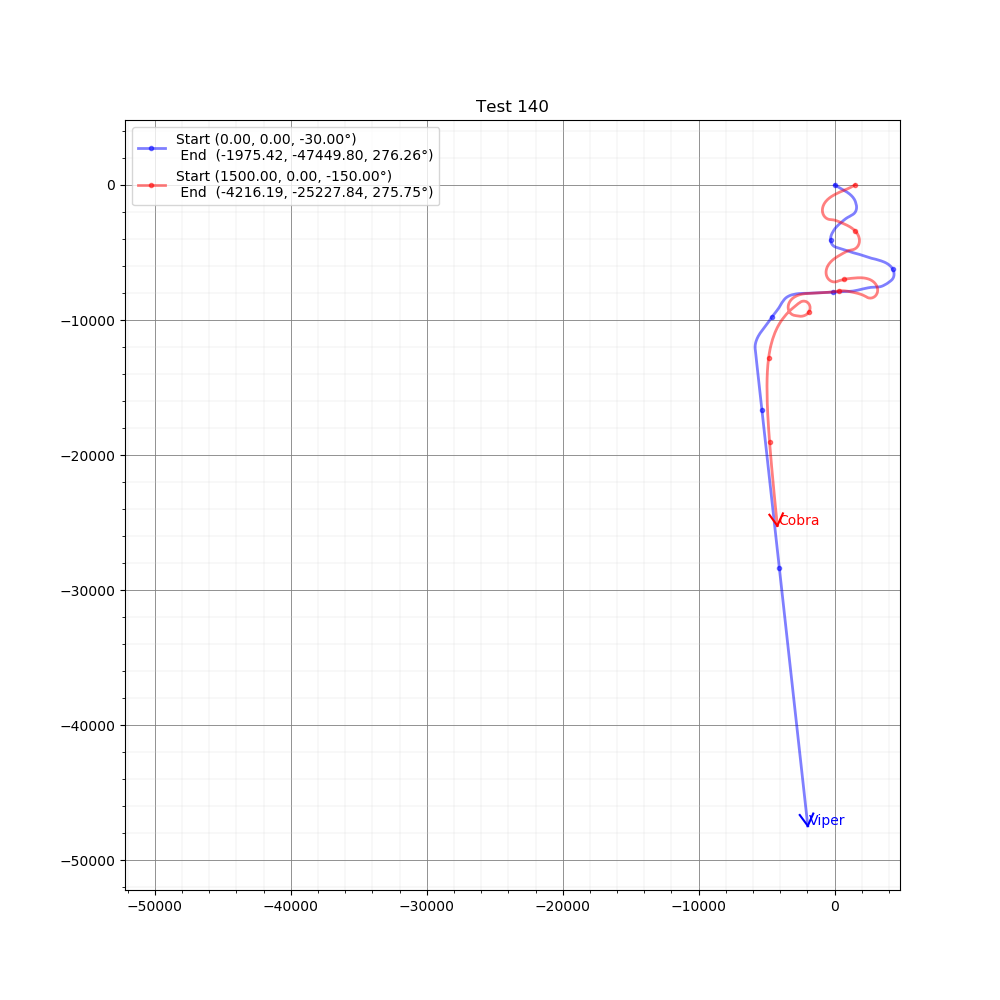 Test 140
Start (0.00, 0.00, -30.00°)
End  (-1975.42, -47449.80, 276.26°)
Start (1500.00, 0.00, -150.00°)
End  (-4216.19, -25227.84, 275.75°)
0
−10000
−20000
−30000
−40000
−50000
Cobra
Viper
−50000
−40000
−30000
−20000
−10000
0